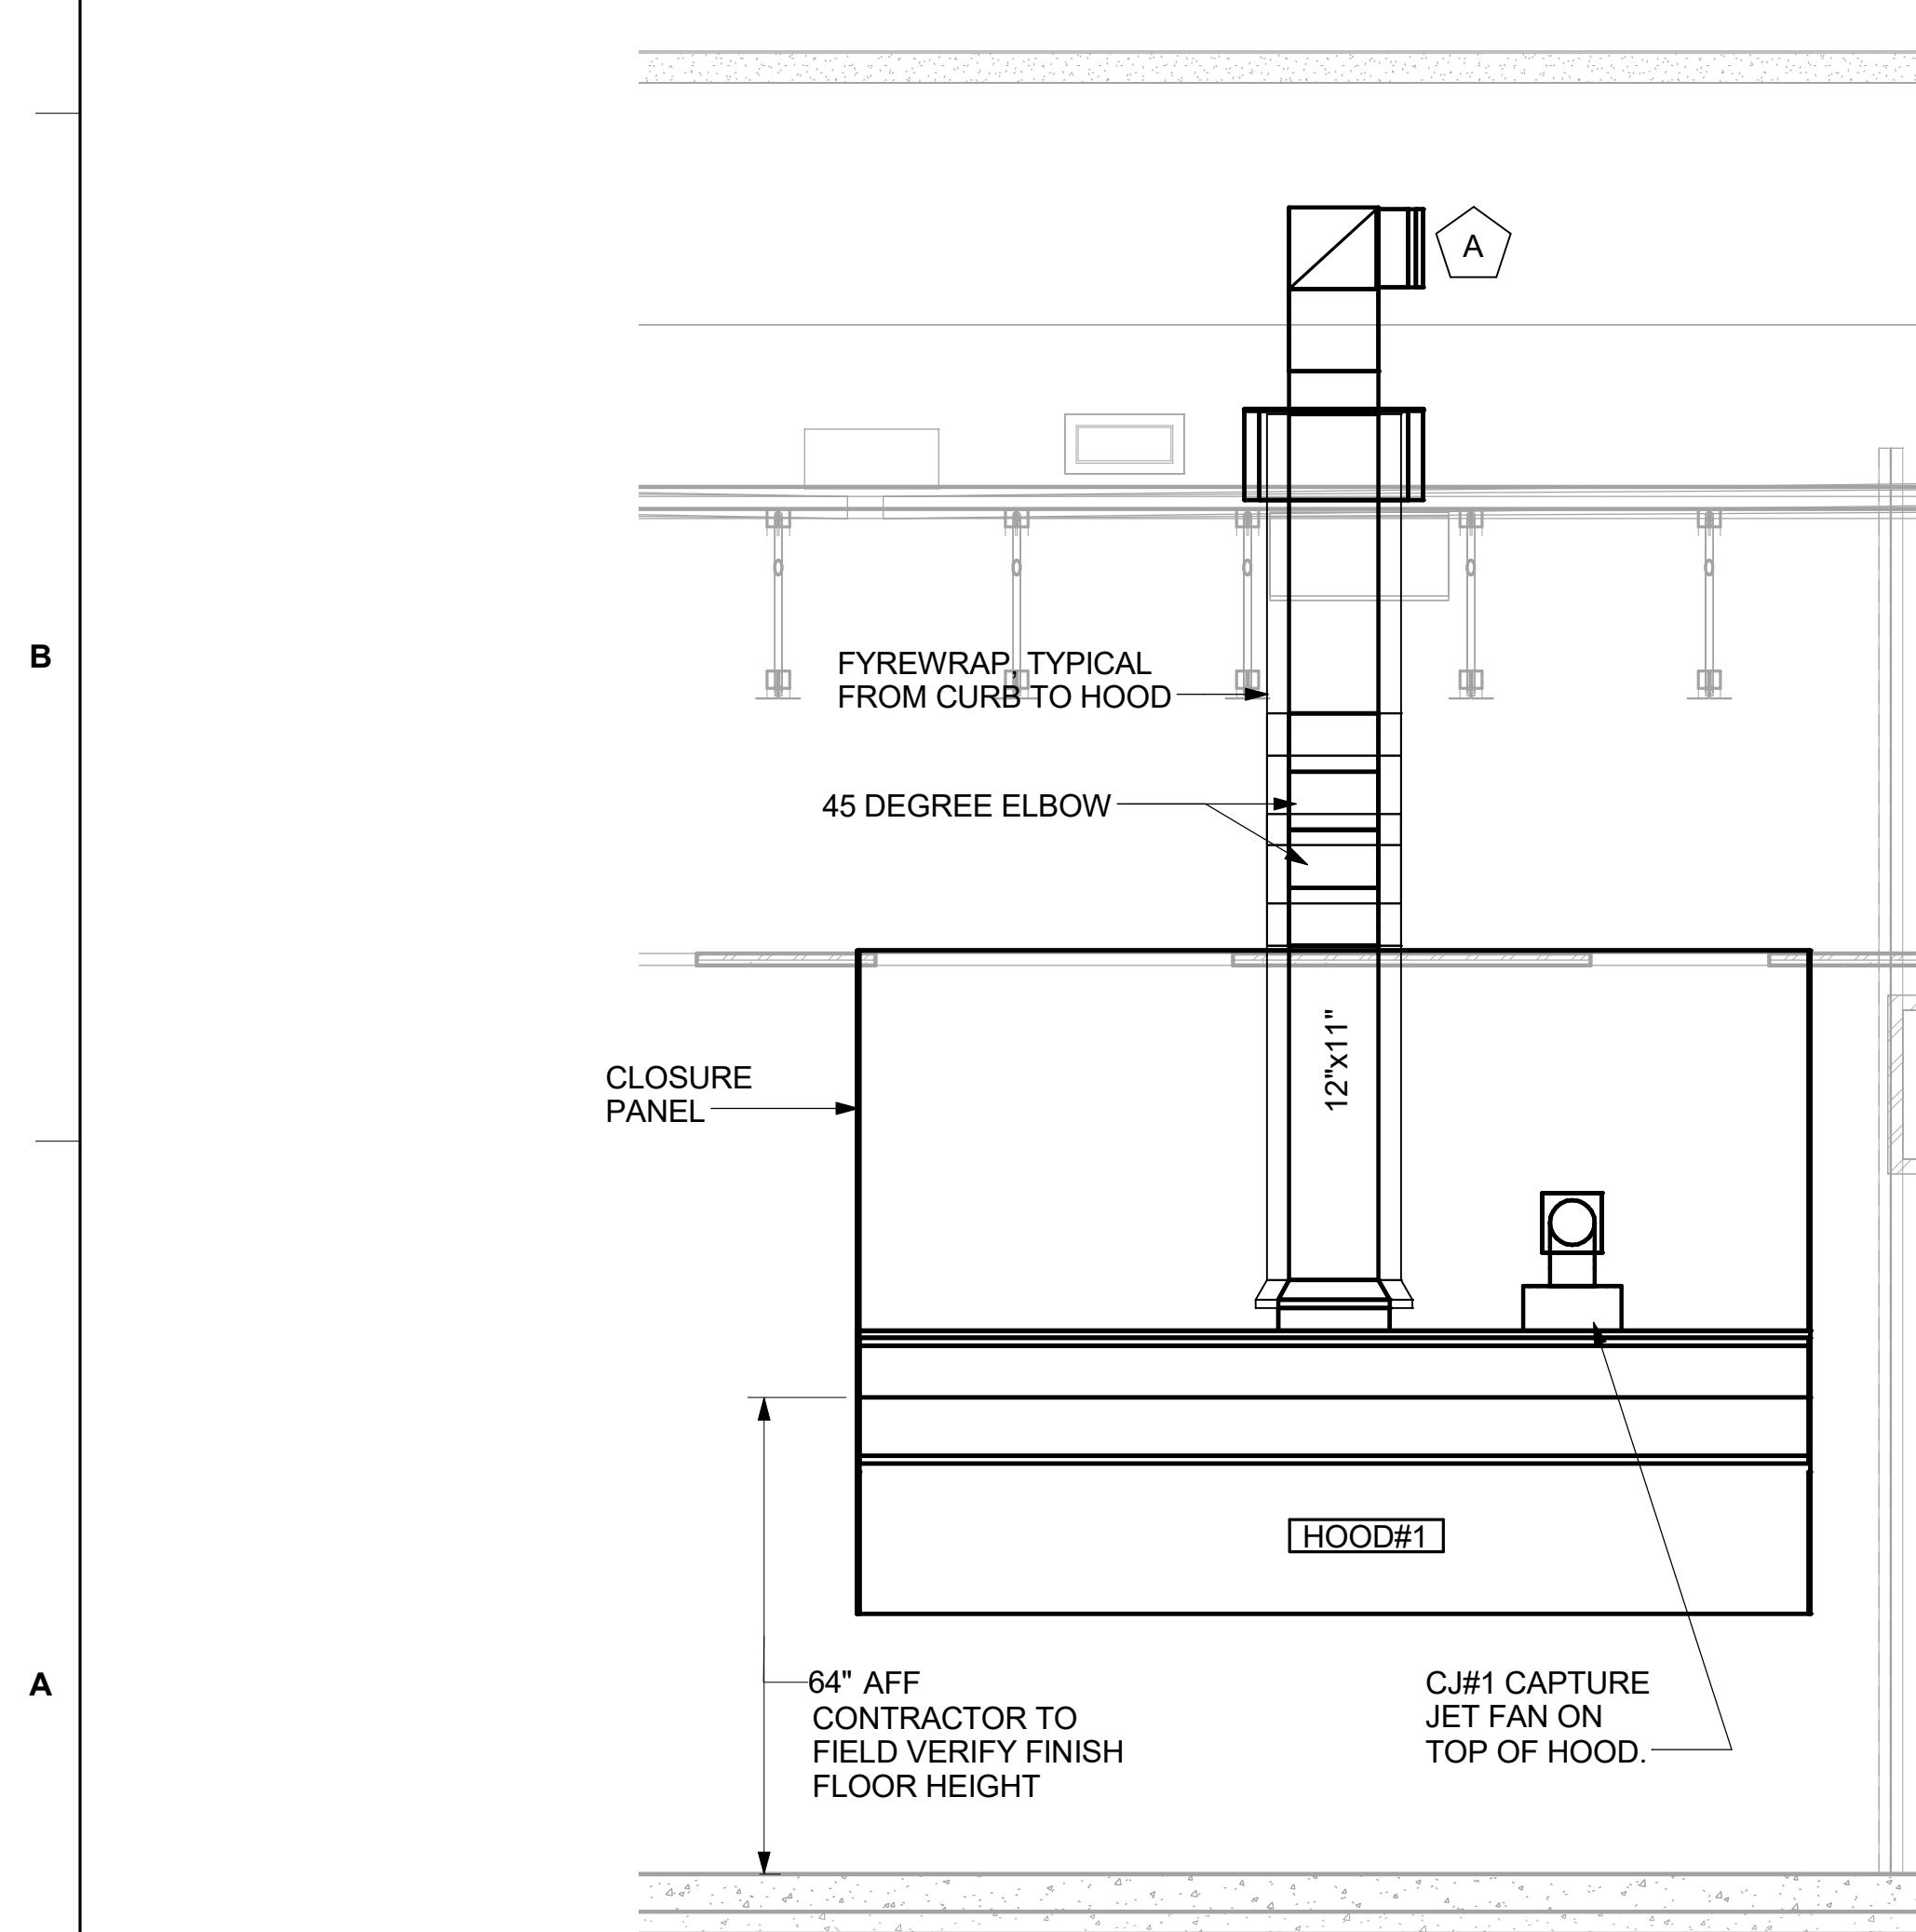 A
B
FYREWRAP, TYPICAL
FROM CURB TO HOOD
45 DEGREE ELBOW
12"x11"
CLOSURE
PANEL
HOOD#1
A
64" AFF
CONTRACTOR TO
FIELD VERIFY FINISH
FLOOR HEIGHT
CJ#1 CAPTURE
JET FAN ON
TOP OF HOOD.